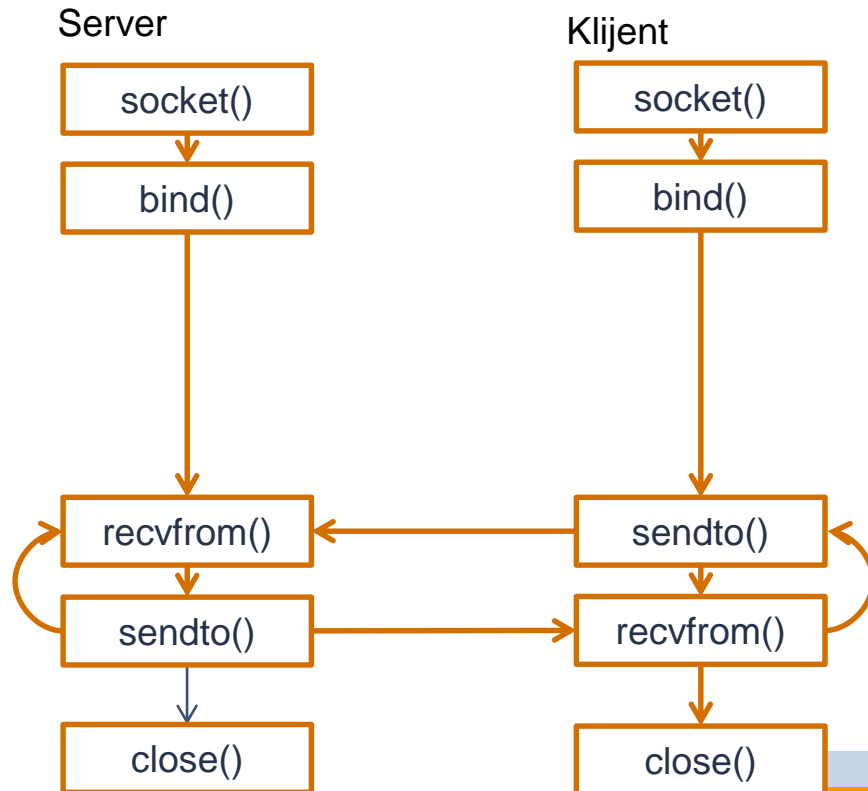 Server
Klijent
socket()
socket()
bind()
bind()
recvfrom()
sendto()
sendto()
recvfrom()
close()
close()